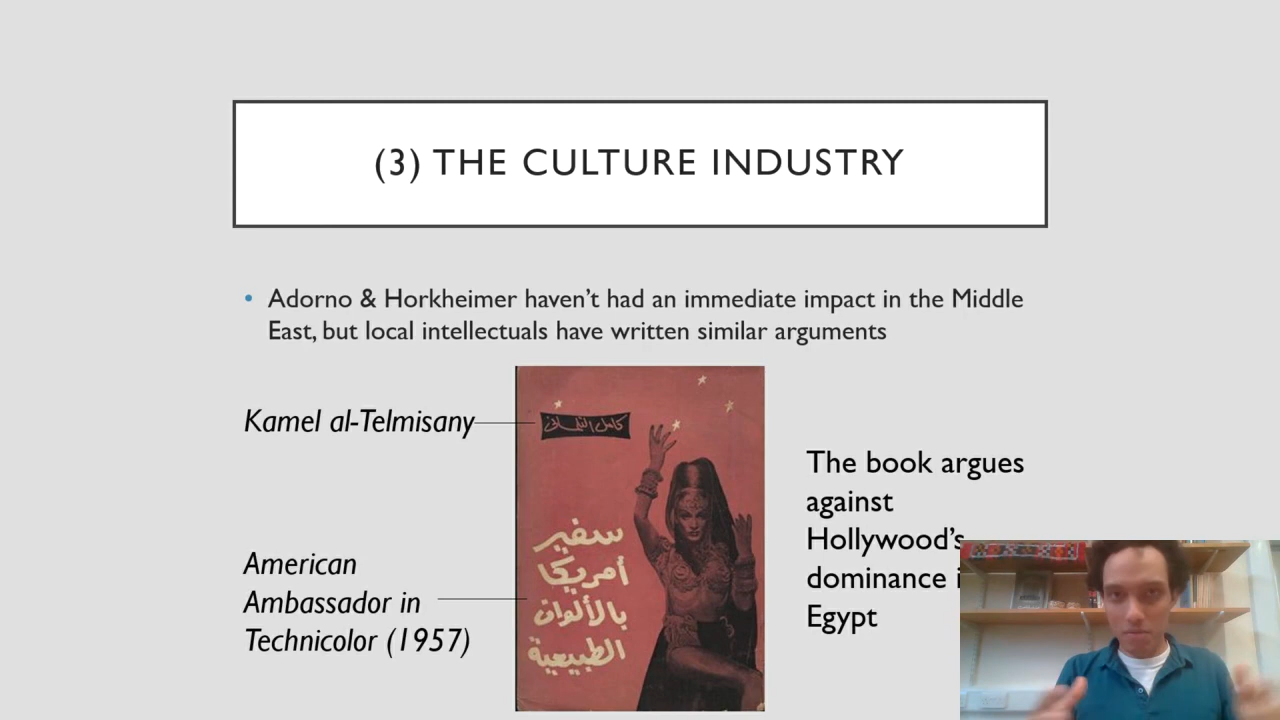 (3) THE CULTURE INDUSTRY
• Adorno & Horkheimer haven't had an immediate impact in the Middle
East, but local intellectuals have written similar arguments
Kamel al-Telmisany
كامل التلمساني
American
Ambassador in
Technicolor (1957)
سفير
أمريكا
بالألوان
الطبيعية
The book argues
against
Hollywood's
dominance i
Egypt